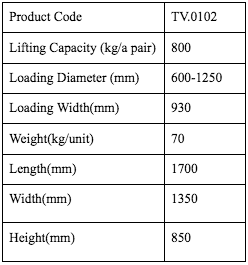 Product Code TV.0102
Lifting Capacity (kg/a pair) 800
Loading Diameter (mm) 600-1250
Loading Width(mm) 930
Weight(kg/unit) 70
Length(mm) 1700
Width(mm) 1350
Height(mm) 850